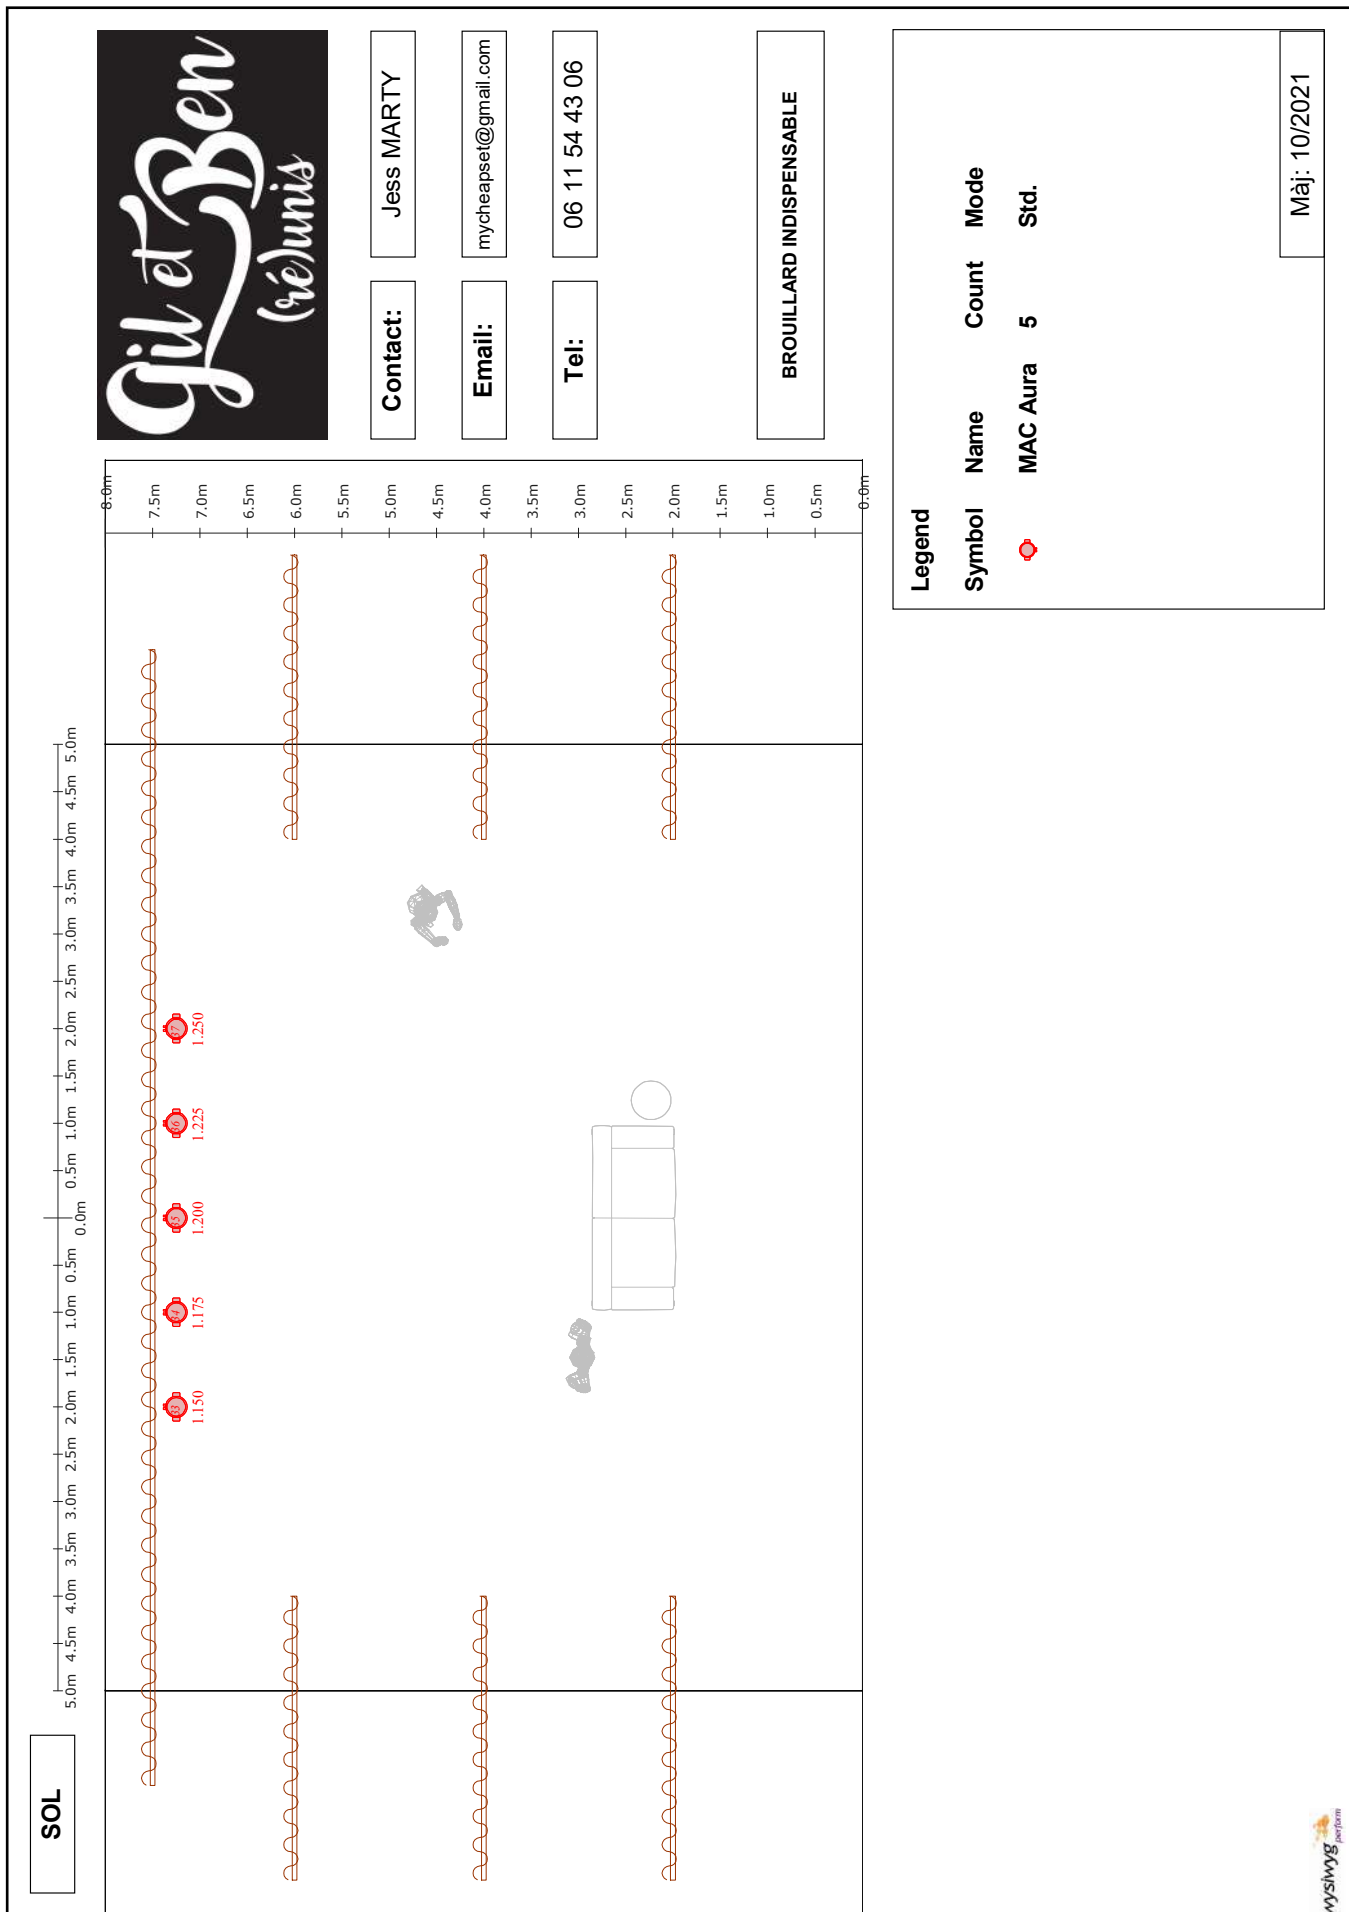 SOL
5.0m 4.5m 4.0m 3.5m 3.0m 2.5m 2.0m 1.5m 1.0m 0.5m 0.0m 0.5m 1.0m 1.5m 2.0m 2.5m 3.0m 3.5m 4.0m 4.5m 5.0m
8.0m
7.5m
7.0m
6.5m
6.0m
5.5m
5.0m
4.5m
4.0m
3.5m
3.0m
2.5m
2.0m
1.5m
1.0m
0.5m
0.0m
33 34 35 36 37
1.150 1.175 1.200 1.225 1.250
Gil et Ben
(ré)unis
Contact: Jess MARTY
Email: mycheapset@gmail.com
Tel: 06 11 54 43 06
BROUILLARD INDISPENSABLE
Legend
Symbol Name Count Mode
MAC Aura 5 Std.
Màj: 10/2021
wysiwyg
perform